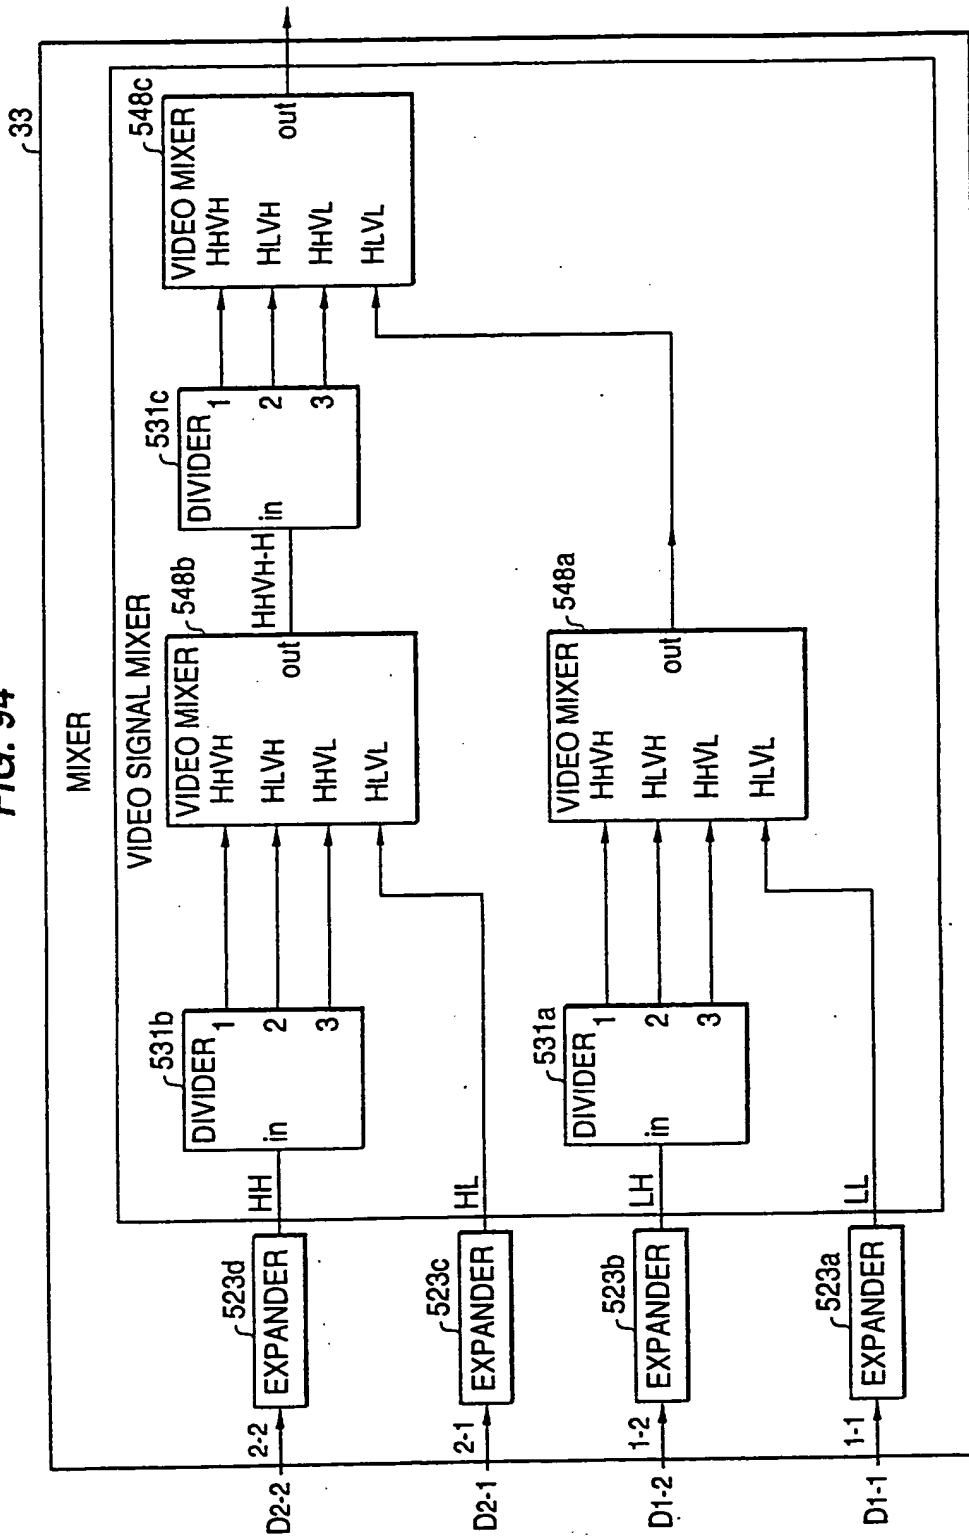 FIG. 94
33
MIXER
VIDEO SIGNAL MIXER
D2-2
2-2
EXPANDER
523d
HH
DIVIDER
531b
in
1
2
3
VIDEO MIXER
548b
HHVH
HLVH
HHVL
HLVL
out
HHVH-H
DIVIDER
531c
in
1
2
3
VIDEO MIXER
548c
HHVH
HLVH
HHVL
HLVL
out
D2-1
2-1
EXPANDER
523c
HL
D1-2
1-2
EXPANDER
523b
LH
DIVIDER
531a
in
1
2
3
VIDEO MIXER
548a
HHVH
HLVH
HHVL
HLVL
out
D1-1
1-1
EXPANDER
523a
LL